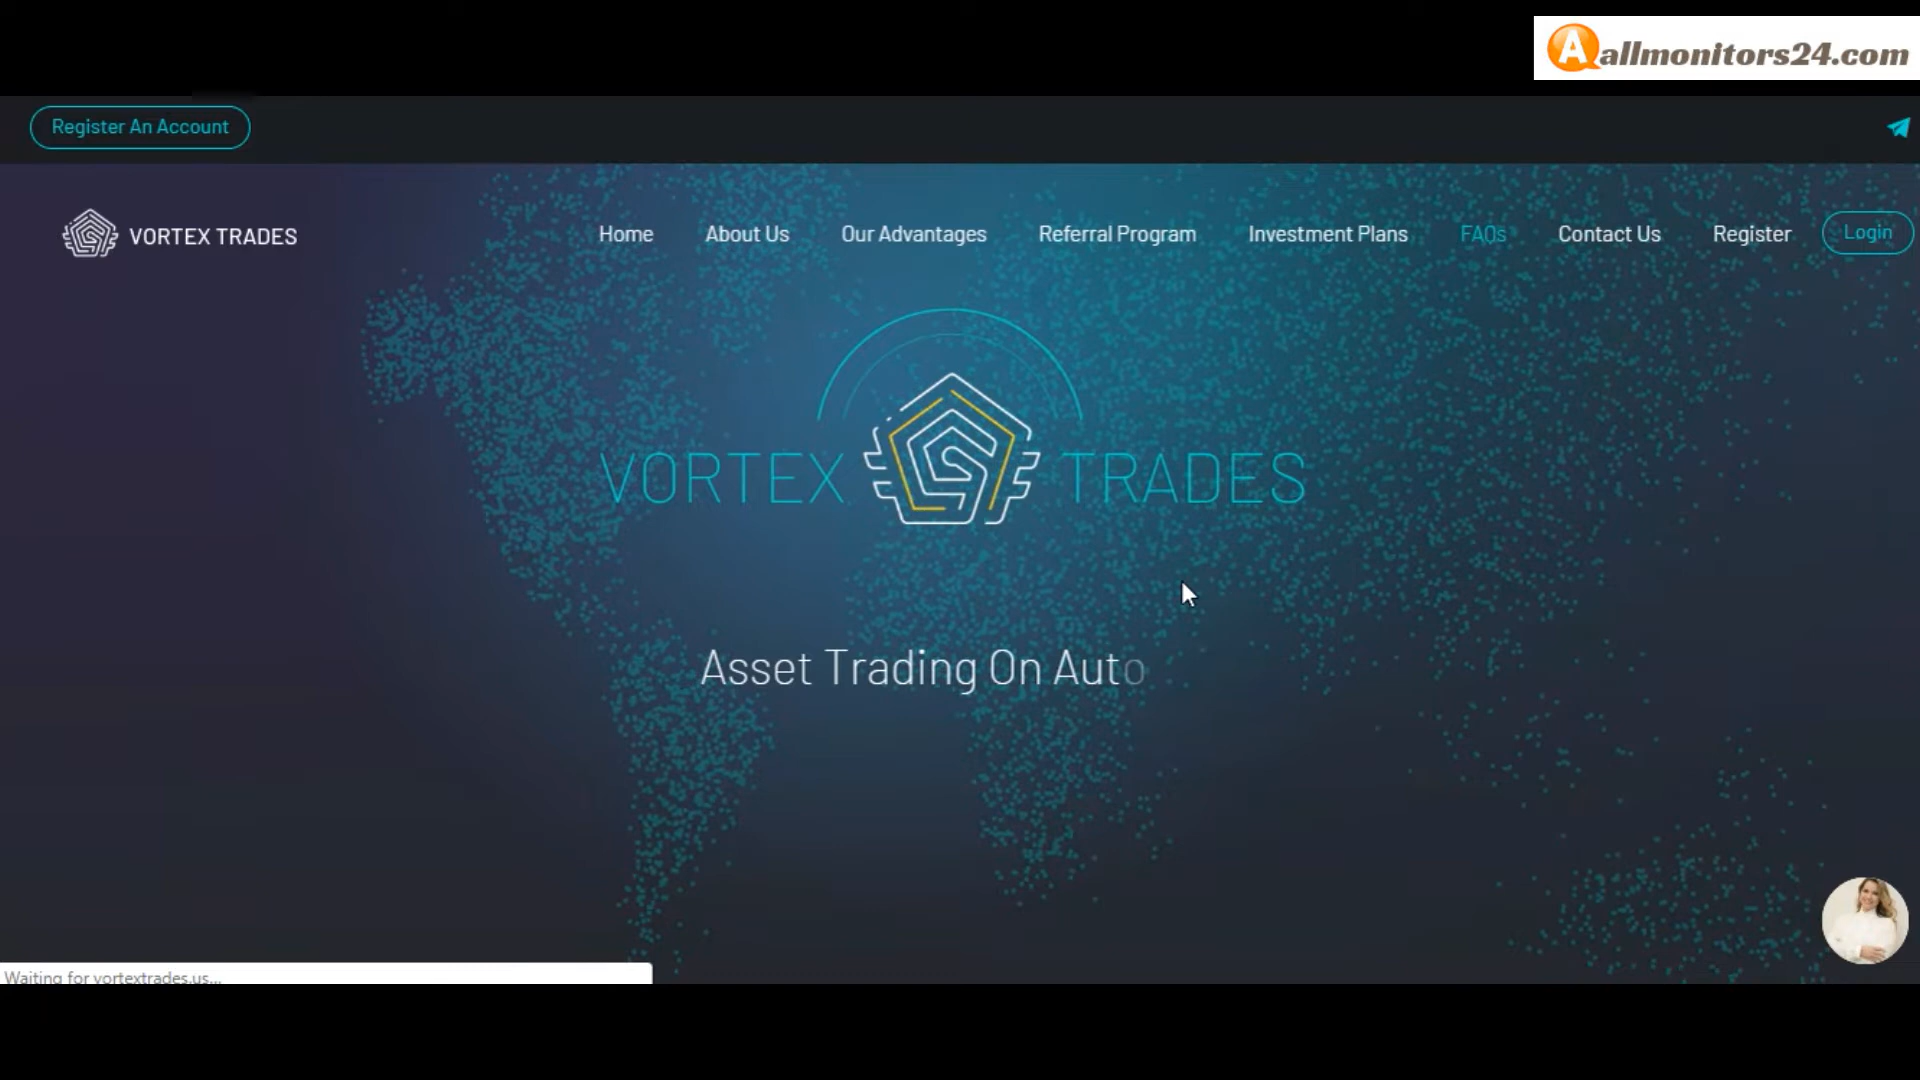 A allmonitors24.com
Register An Account
VORTEX TRADES
Home
About Us
Our Advantages
Referral Program
Investment Plans
FAQs
Contact Us
Register
Login
VORTEX TRADES
Asset Trading On Auto
Waiting for vortextrades.us...